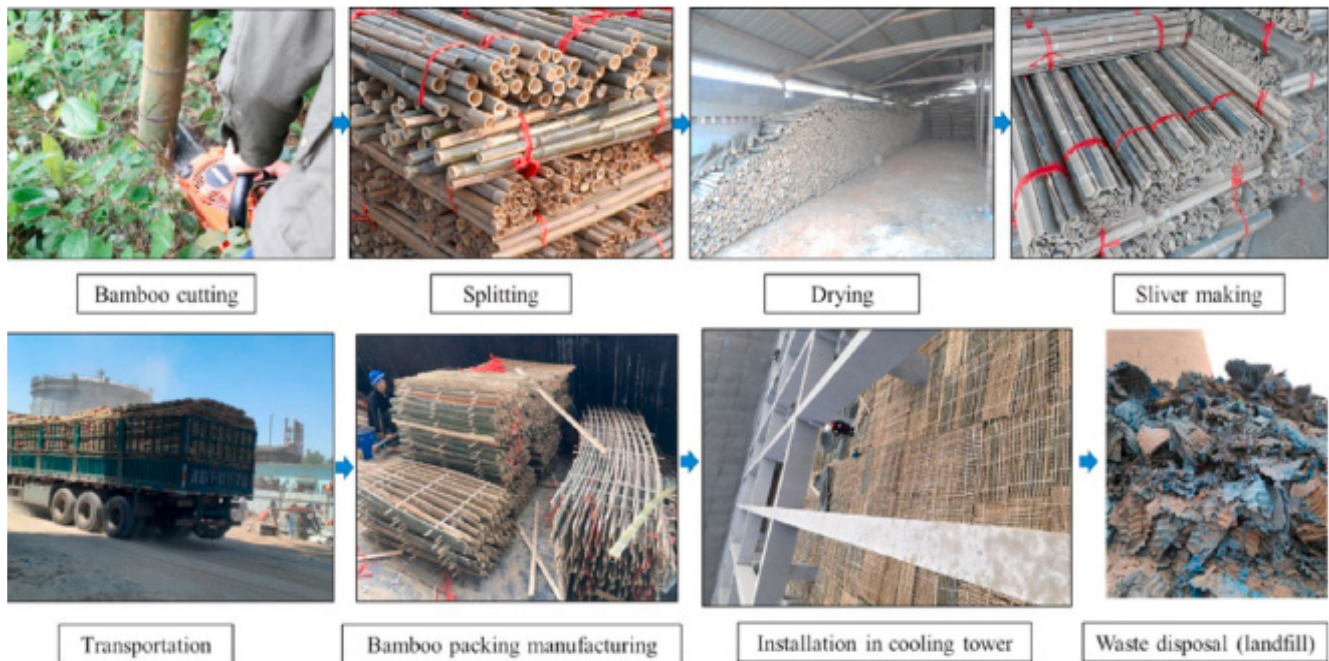 Bamboo cutting
Splitting
Drying
Sliver making
Transportation
Bamboo packing manufacturing
Installation in cooling tower
Waste disposal (landfill)